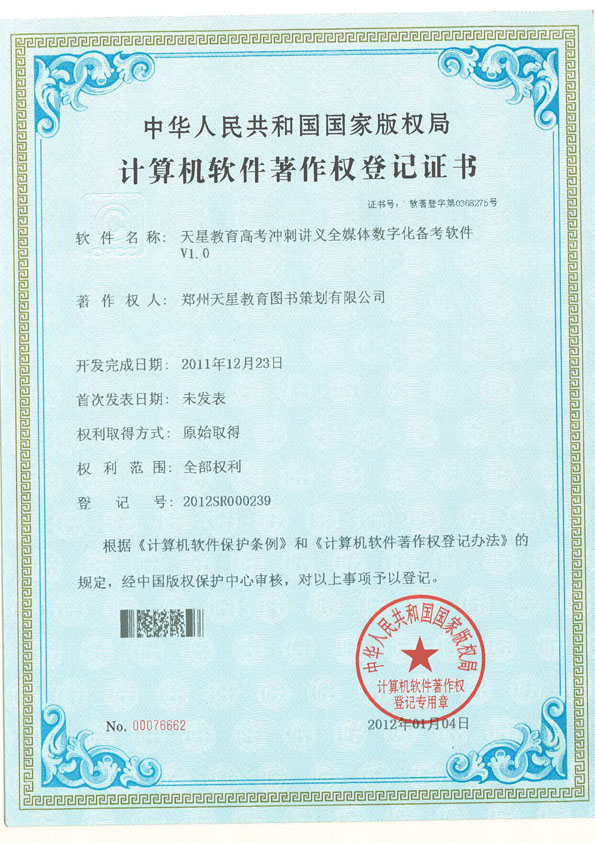 中华人民共和国国家版权局
计算机软件著作权登记证书
证书号： 软著登字第0368275号
软件名称： 天星教育高考冲刺讲义全媒体数字化备考软件
V1.0
著作权人： 郑州天星教育图书策划有限公司
开发完成日期： 2011年12月23日
首次发表日期： 未发表
权利取得方式： 原始取得
权利范围： 全部权利
登记号： 2012SR000239
根据《计算机软件保护条例》和《计算机软件著作权登记办法》的
规定，经中国版权保护中心审核，对以上事项予以登记。
中华人民共和国国家版权局
计算机软件著作权
登记专用章
No. 00076662
2012年01月04日